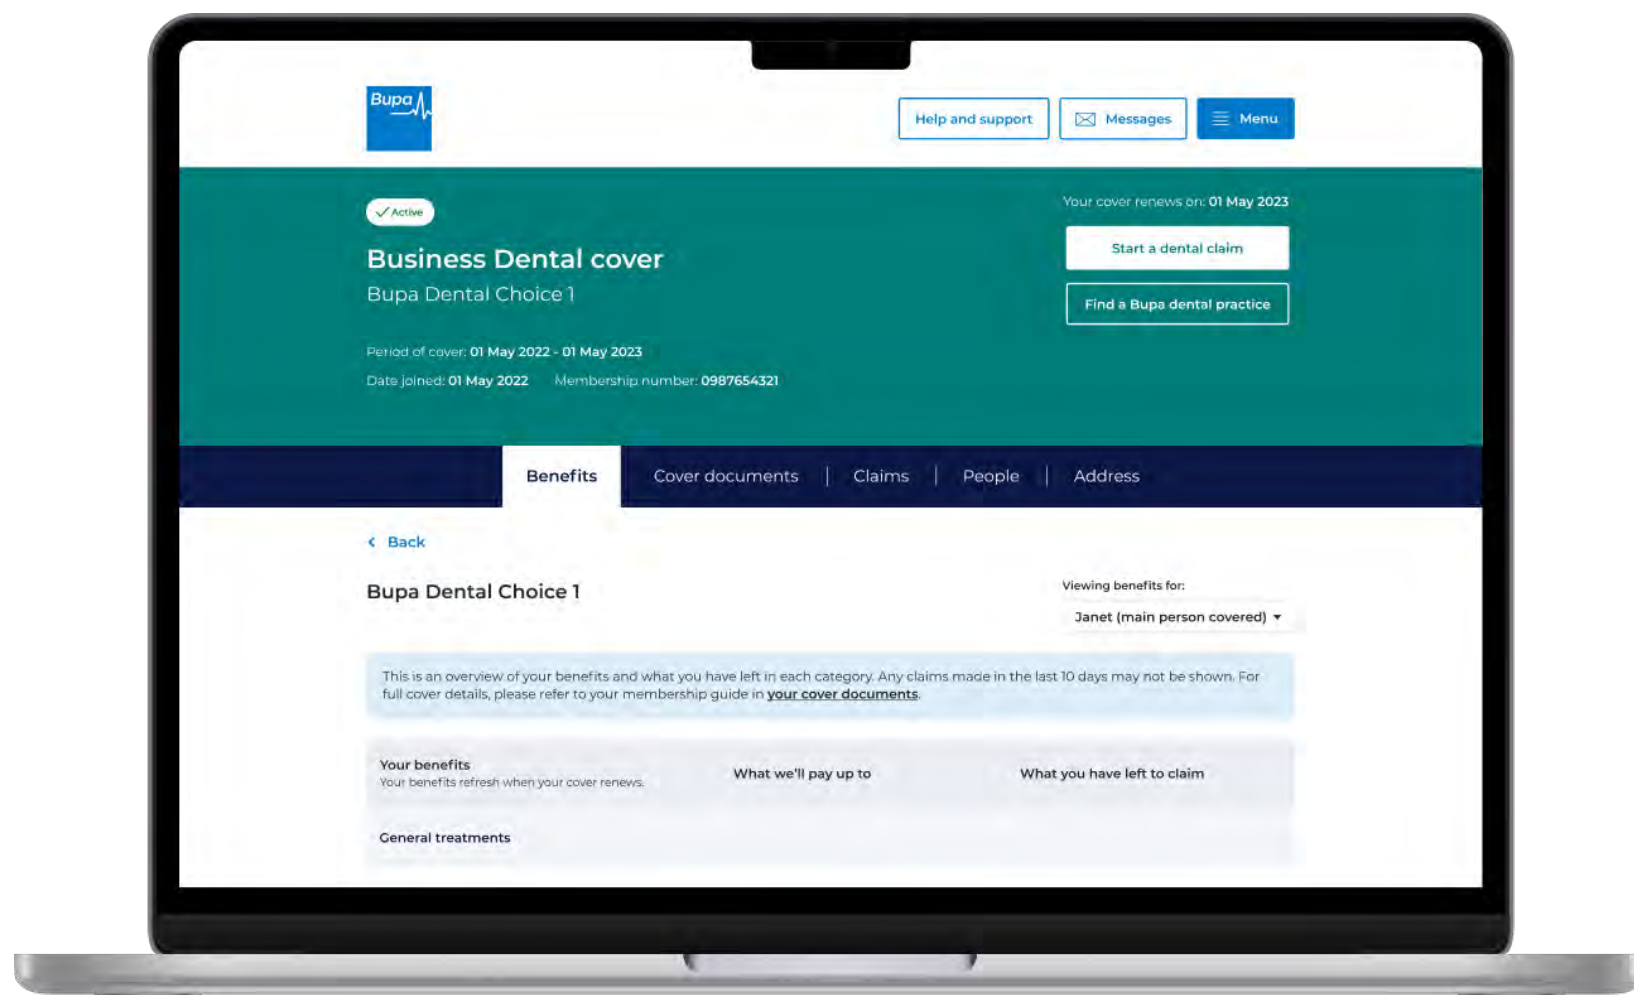 Bupa
Help and support
Messages
Menu
Active
Your cover renews on: 01 May 2023
Business Dental cover
Bupa Dental Choice 1
Start a dental claim
Find a Bupa dental practice
Period of cover: 01 May 2022 - 01 May 2023
Date joined: 01 May 2022 Membership number: 0987654321
Benefits
Cover documents
Claims
People
Address
Back
Bupa Dental Choice 1
Viewing benefits for:
Janet (main person covered)
This is an overview of your benefits and what you have left in each category. Any claims made in the last 10 days may not be shown. For
full cover details, please refer to your membership guide in your cover documents.
Your benefits
Your benefits refresh when your cover renews.
What we'll pay up to
What you have left to claim
General treatments